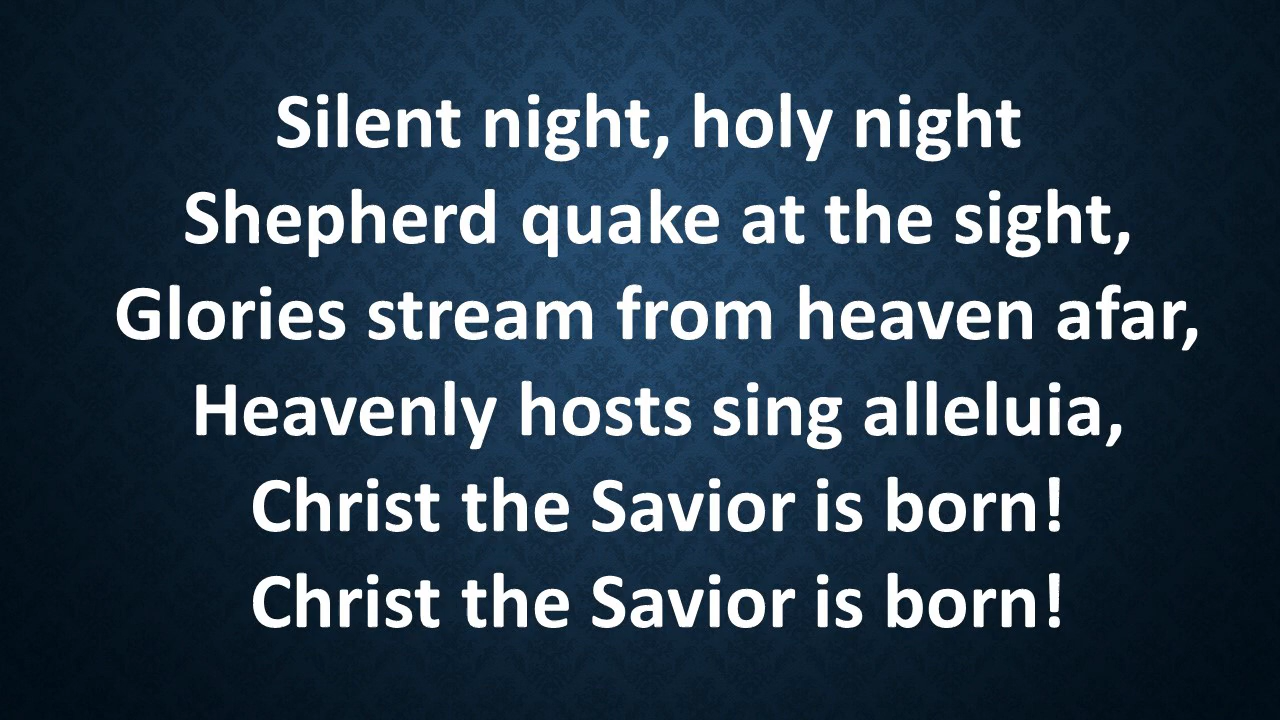 Silent night, holy night
Shepherd quake at the sight,
Glories stream from heaven afar,
Heavenly hosts sing alleluia,
Christ the Savior is born!
Christ the Savior is born!